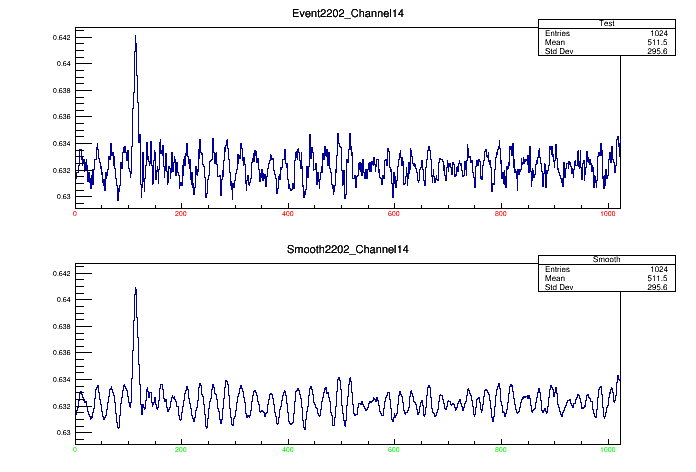 Event2202_Channel14
Test
Entries 1024
Mean 511.5
Std Dev 295.6
0.642
0.64
0.638
0.636
0.634
0.632
0.63
0 200 400 600 800 1000
Smooth2202_Channel14
Smooth
Entries 1024
Mean 511.5
Std Dev 295.6
0.642
0.64
0.638
0.636
0.634
0.632
0.63
0 200 400 600 800 1000